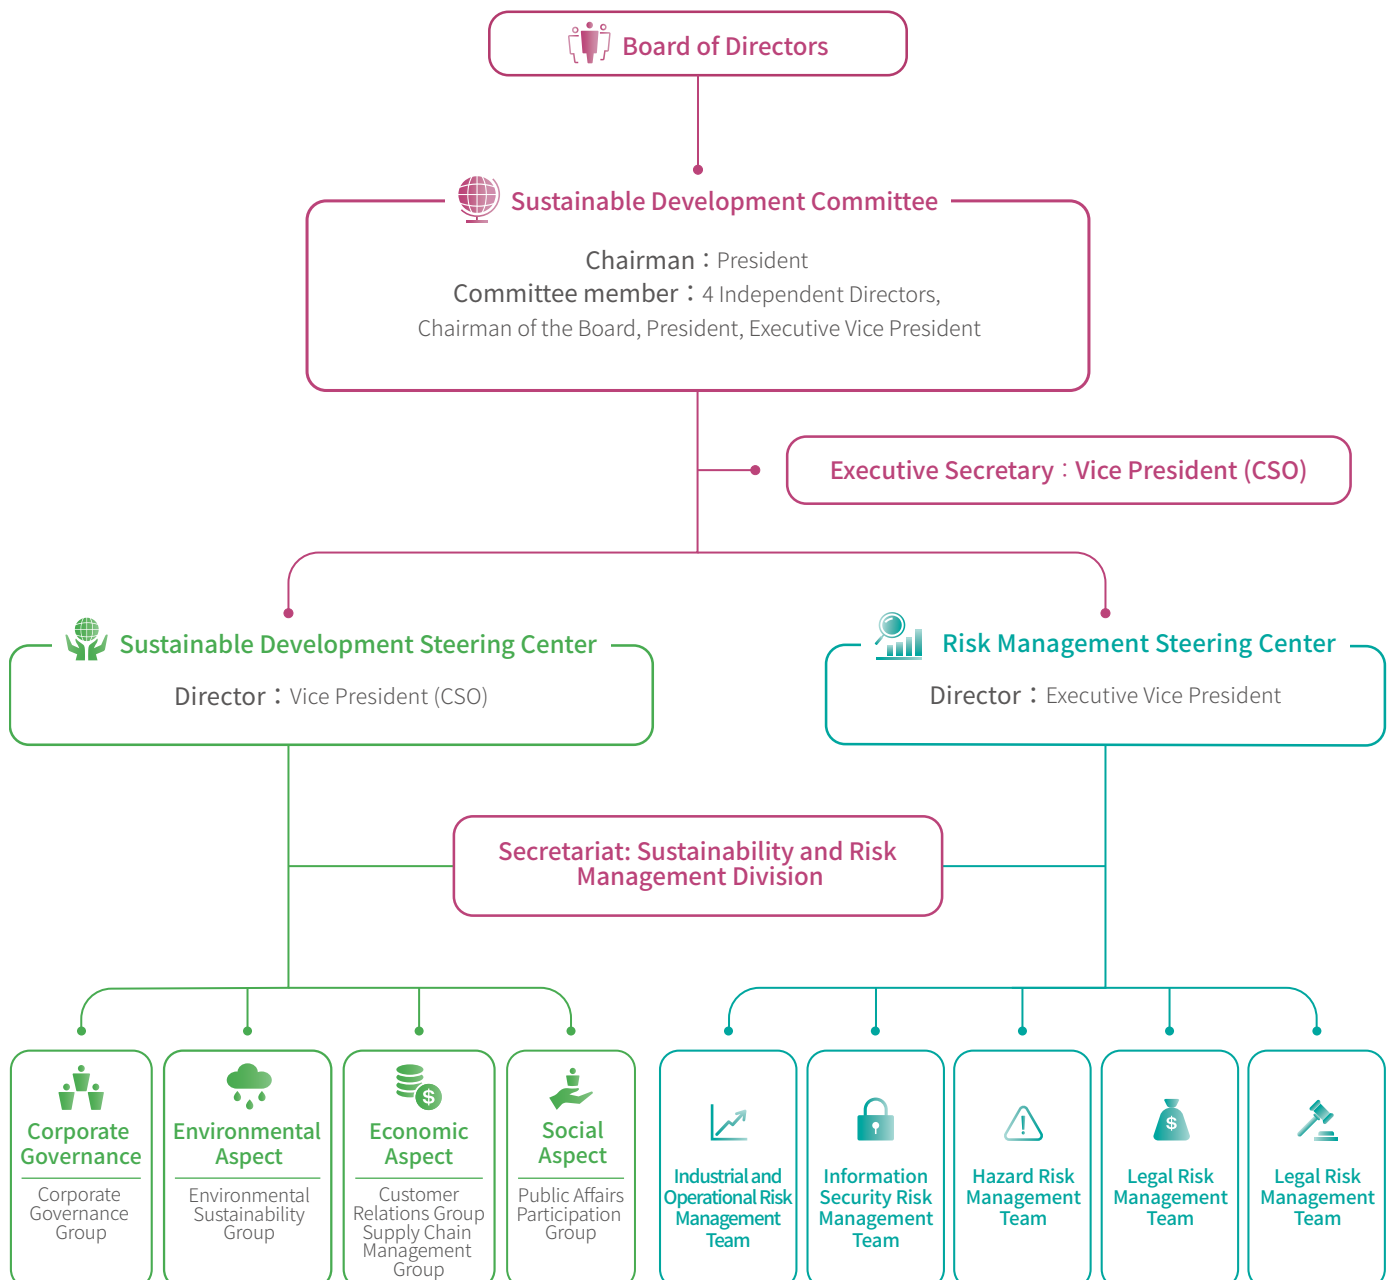 Board of Directors
Sustainable Development Committee
Chairman：President
Committee member：4 Independent Directors,
Chairman of the Board, President, Executive Vice President
Executive Secretary：Vice President (CSO)
Sustainable Development Steering Center
Director：Vice President (CSO)
Risk Management Steering Center
Director：Executive Vice President
Secretariat: Sustainability and Risk
Management Division
Corporate
Governance
Corporate
Governance
Group
Environmental
Aspect
Environmental
Sustainability
Group
Economic
Aspect
Customer
Relations Group
Supply Chain
Management
Group
Social
Aspect
Public Affairs
Participation
Group
Industrial and
Operational Risk
Management
Team
Information
Security Risk
Management
Team
Hazard Risk
Management
Team
Legal Risk
Management
Team
Legal Risk
Management
Team